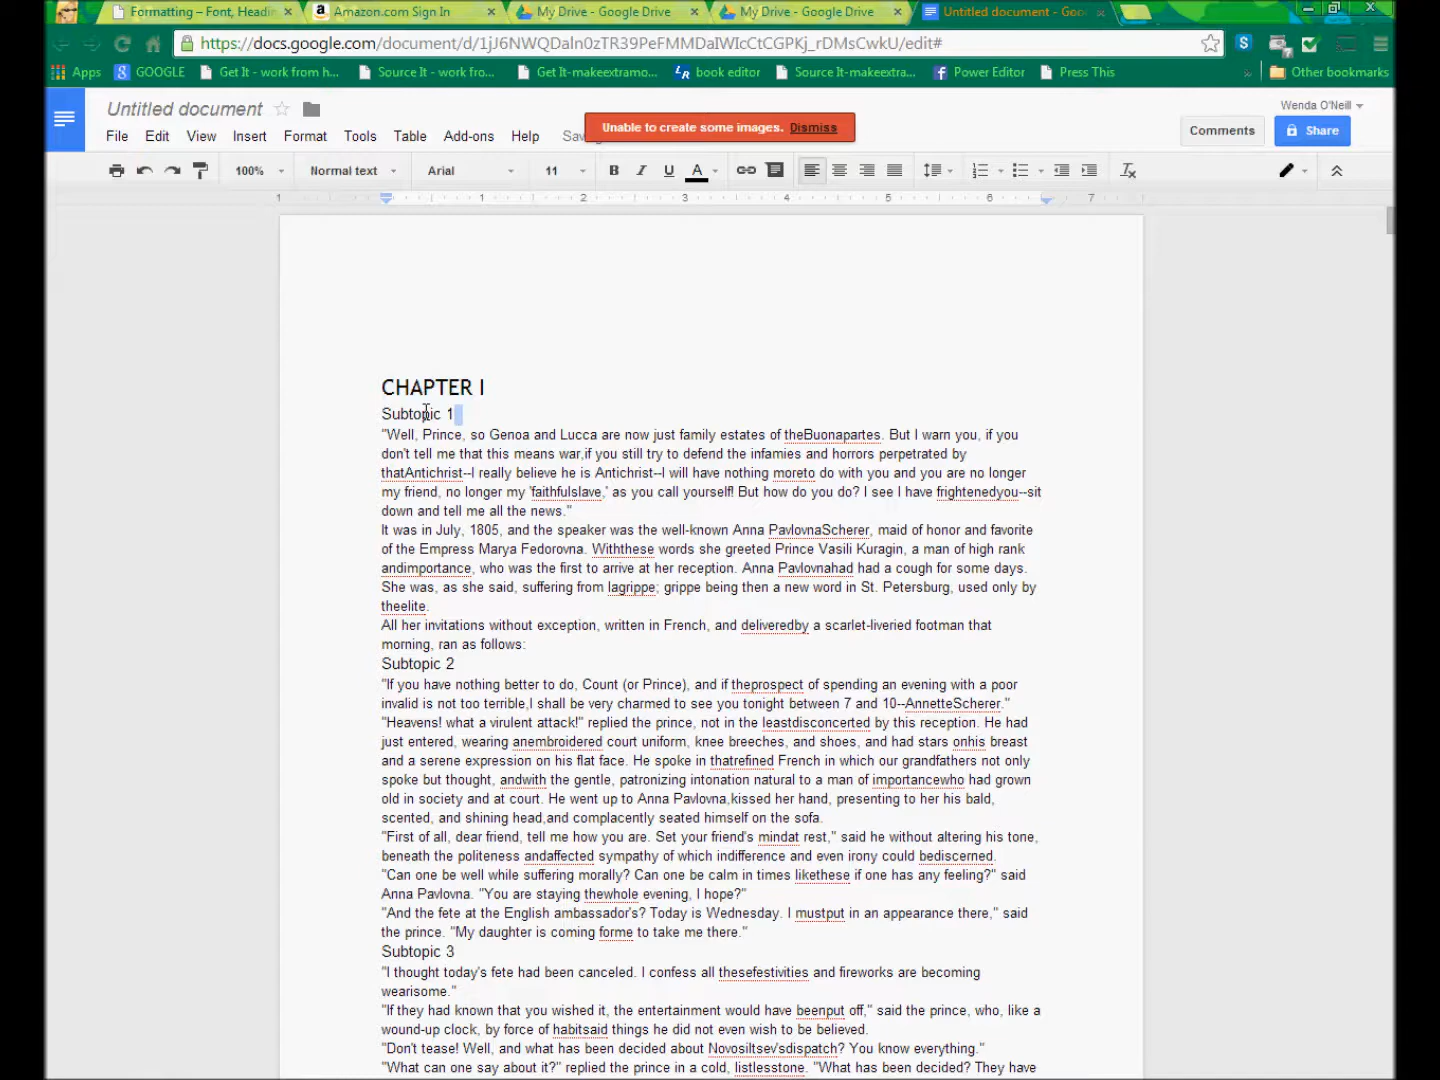 Formatting – Font, Headi
Amazon.com Sign In
My Drive - Google Drive
My Drive - Google Drive
Untitled document - Goo
https://docs.google.com/document/d/1jJ6NWQDaln0zTR39PeFMMDaIWIcCtCGPKj_rDMsCwkU/edit#
Apps
GOOGLE
Get It - work from h...
Source It - work fro...
Get It-makeextramo...
book editor
Source It-makeextra...
Power Editor
Press This
Other bookmarks
Untitled document
Wenda O'Neill
File Edit View Insert Format Tools Table Add-ons Help
Unable to create some images. Dismiss
Comments
Share
100% Normal text Arial 11 B I U A
1 1 2 3 4 5 6 7
CHAPTER I
Subtopic 1
"Well, Prince, so Genoa and Lucca are now just family estates of theBuonapartes. But I warn you, if you
don't tell me that this means war,if you still try to defend the infamies and horrors perpetrated by
thatAntichrist--I really believe he is Antichrist--I will have nothing moreto do with you and you are no longer
my friend, no longer my 'faithfulslave,' as you call yourself! But how do you do? I see I have frightenedyou--sit
down and tell me all the news."
It was in July, 1805, and the speaker was the well-known Anna PavlovnaScherer, maid of honor and favorite
of the Empress Marya Fedorovna. Withthese words she greeted Prince Vasili Kuragin, a man of high rank
andimportance, who was the first to arrive at her reception. Anna Pavlovnahad had a cough for some days.
She was, as she said, suffering from lagrippe; grippe being then a new word in St. Petersburg, used only by
theelite.
All her invitations without exception, written in French, and deliveredby a scarlet-liveried footman that
morning, ran as follows:
Subtopic 2
"If you have nothing better to do, Count (or Prince), and if theprospect of spending an evening with a poor
invalid is not too terrible,I shall be very charmed to see you tonight between 7 and 10--AnnetteScherer."
"Heavens! what a virulent attack!" replied the prince, not in the leastdisconcerted by this reception. He had
just entered, wearing anembroidered court uniform, knee breeches, and shoes, and had stars onhis breast
and a serene expression on his flat face. He spoke in thatrefined French in which our grandfathers not only
spoke but thought, andwith the gentle, patronizing intonation natural to a man of importancewho had grown
old in society and at court. He went up to Anna Pavlovna,kissed her hand, presenting to her his bald,
scented, and shining head,and complacently seated himself on the sofa.
"First of all, dear friend, tell me how you are. Set your friend's mindat rest," said he without altering his tone,
beneath the politeness andaffected sympathy of which indifference and even irony could bediscerned.
"Can one be well while suffering morally? Can one be calm in times likethese if one has any feeling?" said
Anna Pavlovna. "You are staying thewhole evening, I hope?"
"And the fete at the English ambassador's? Today is Wednesday. I mustput in an appearance there," said
the prince. "My daughter is coming forme to take me there."
Subtopic 3
"I thought today's fete had been canceled. I confess all thesefestivities and fireworks are becoming
wearisome."
"If they had known that you wished it, the entertainment would have beenput off," said the prince, who, like a
wound-up clock, by force of habitsaid things he did not even wish to be believed.
"Don't tease! Well, and what has been decided about Novosiltsev'sdispatch? You know everything."
"What can one say about it?" replied the prince in a cold, listlesstone. "What has been decided? They have